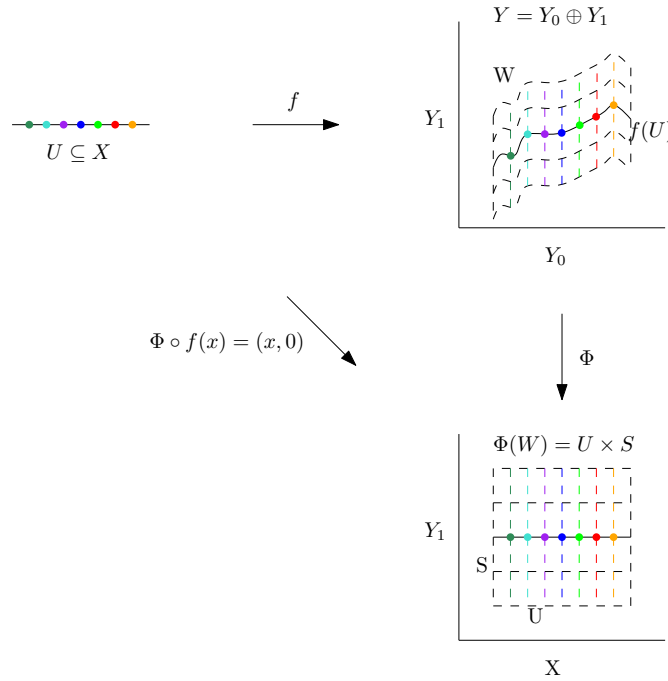 Y = Y₀ ⊕ Y₁
f
W
Y₁
f(U)
U ⊆ X
Y₀
Φ ∘ f(x) = (x, 0)
Φ
Φ(W) = U × S
Y₁
S
U
X